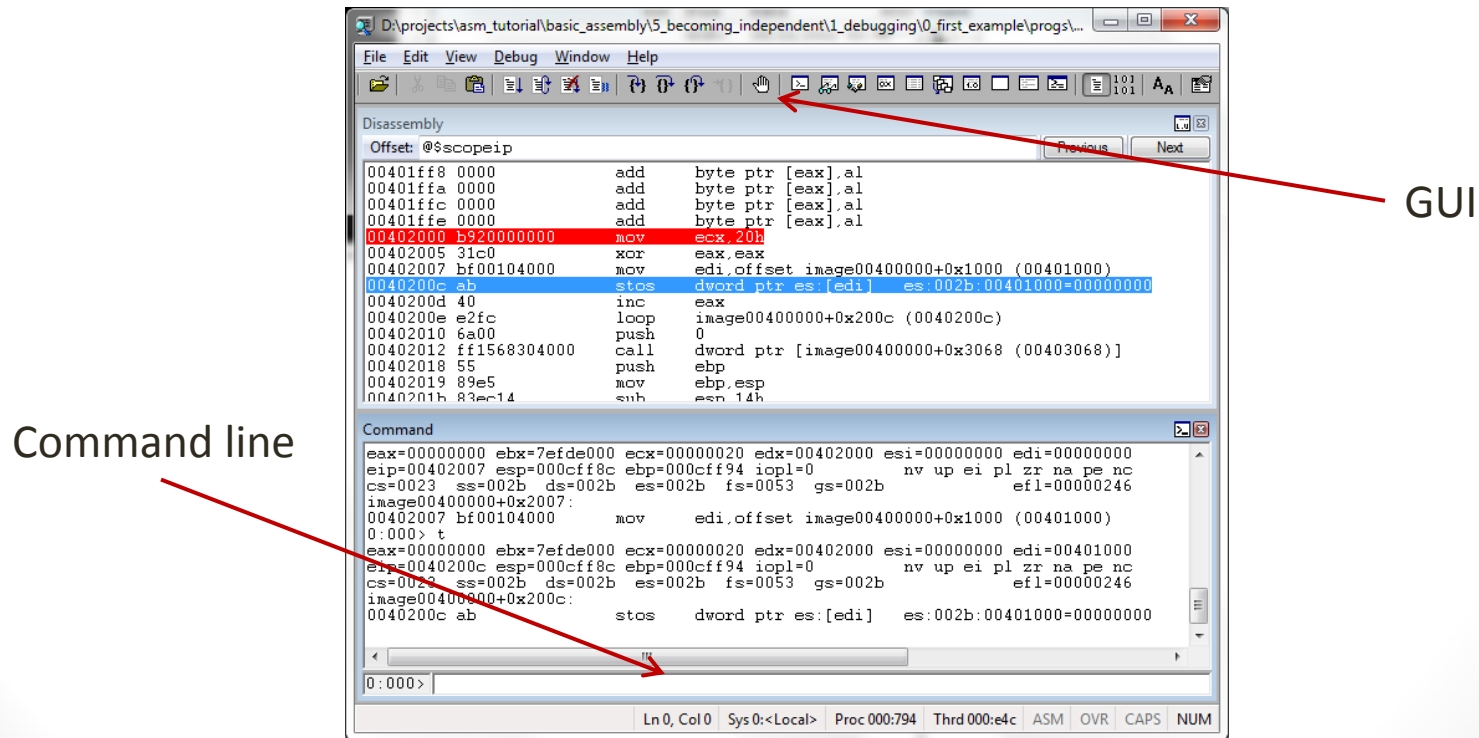 D:\projects\asm_tutorial\basic_assembly\5_becoming_independent\1_debugging\0_first_example\progs\...
File Edit View Debug Window Help
Disassembly
Offset: @$scopeip Previous Next
00401ff8 0000 add byte ptr [eax],al
00401ffa 0000 add byte ptr [eax],al
00401ffc 0000 add byte ptr [eax],al
00401ffe 0000 add byte ptr [eax],al
00402000 b920000000 mov ecx,20h
00402005 31c0 xor eax,eax
00402007 bf00104000 mov edi,offset image00400000+0x1000 (00401000)
0040200c ab stos dword ptr es:[edi] es:002b:00401000=00000000
0040200d 40 inc eax
0040200e e2fc loop image00400000+0x200c (0040200c)
00402010 6a00 push 0
00402012 ff1568304000 call dword ptr [image00400000+0x3068 (00403068)]
00402018 55 push ebp
00402019 89e5 mov ebp,esp
0040201b 83ec14 sub esp,14h
GUI
Command line
Command
eax=00000000 ebx=7efde000 ecx=00000020 edx=00402000 esi=00000000 edi=00000000
eip=00402007 esp=000cff8c ebp=000cff94 iopl=0 nv up ei pl zr na pe nc
cs=0023 ss=002b ds=002b es=002b fs=0053 gs=002b efl=00000246
image00400000+0x2007:
00402007 bf00104000 mov edi,offset image00400000+0x1000 (00401000)
0:000> t
eax=00000000 ebx=7efde000 ecx=00000020 edx=00402000 esi=00000000 edi=00401000
eip=0040200c esp=000cff8c ebp=000cff94 iopl=0 nv up ei pl zr na pe nc
cs=0023 ss=002b ds=002b es=002b fs=0053 gs=002b efl=00000246
image00400000+0x200c:
0040200c ab stos dword ptr es:[edi] es:002b:00401000=00000000
0:000>
Ln 0, Col 0 Sys 0:<Local> Proc 000:794 Thrd 000:e4c ASM OVR CAPS NUM